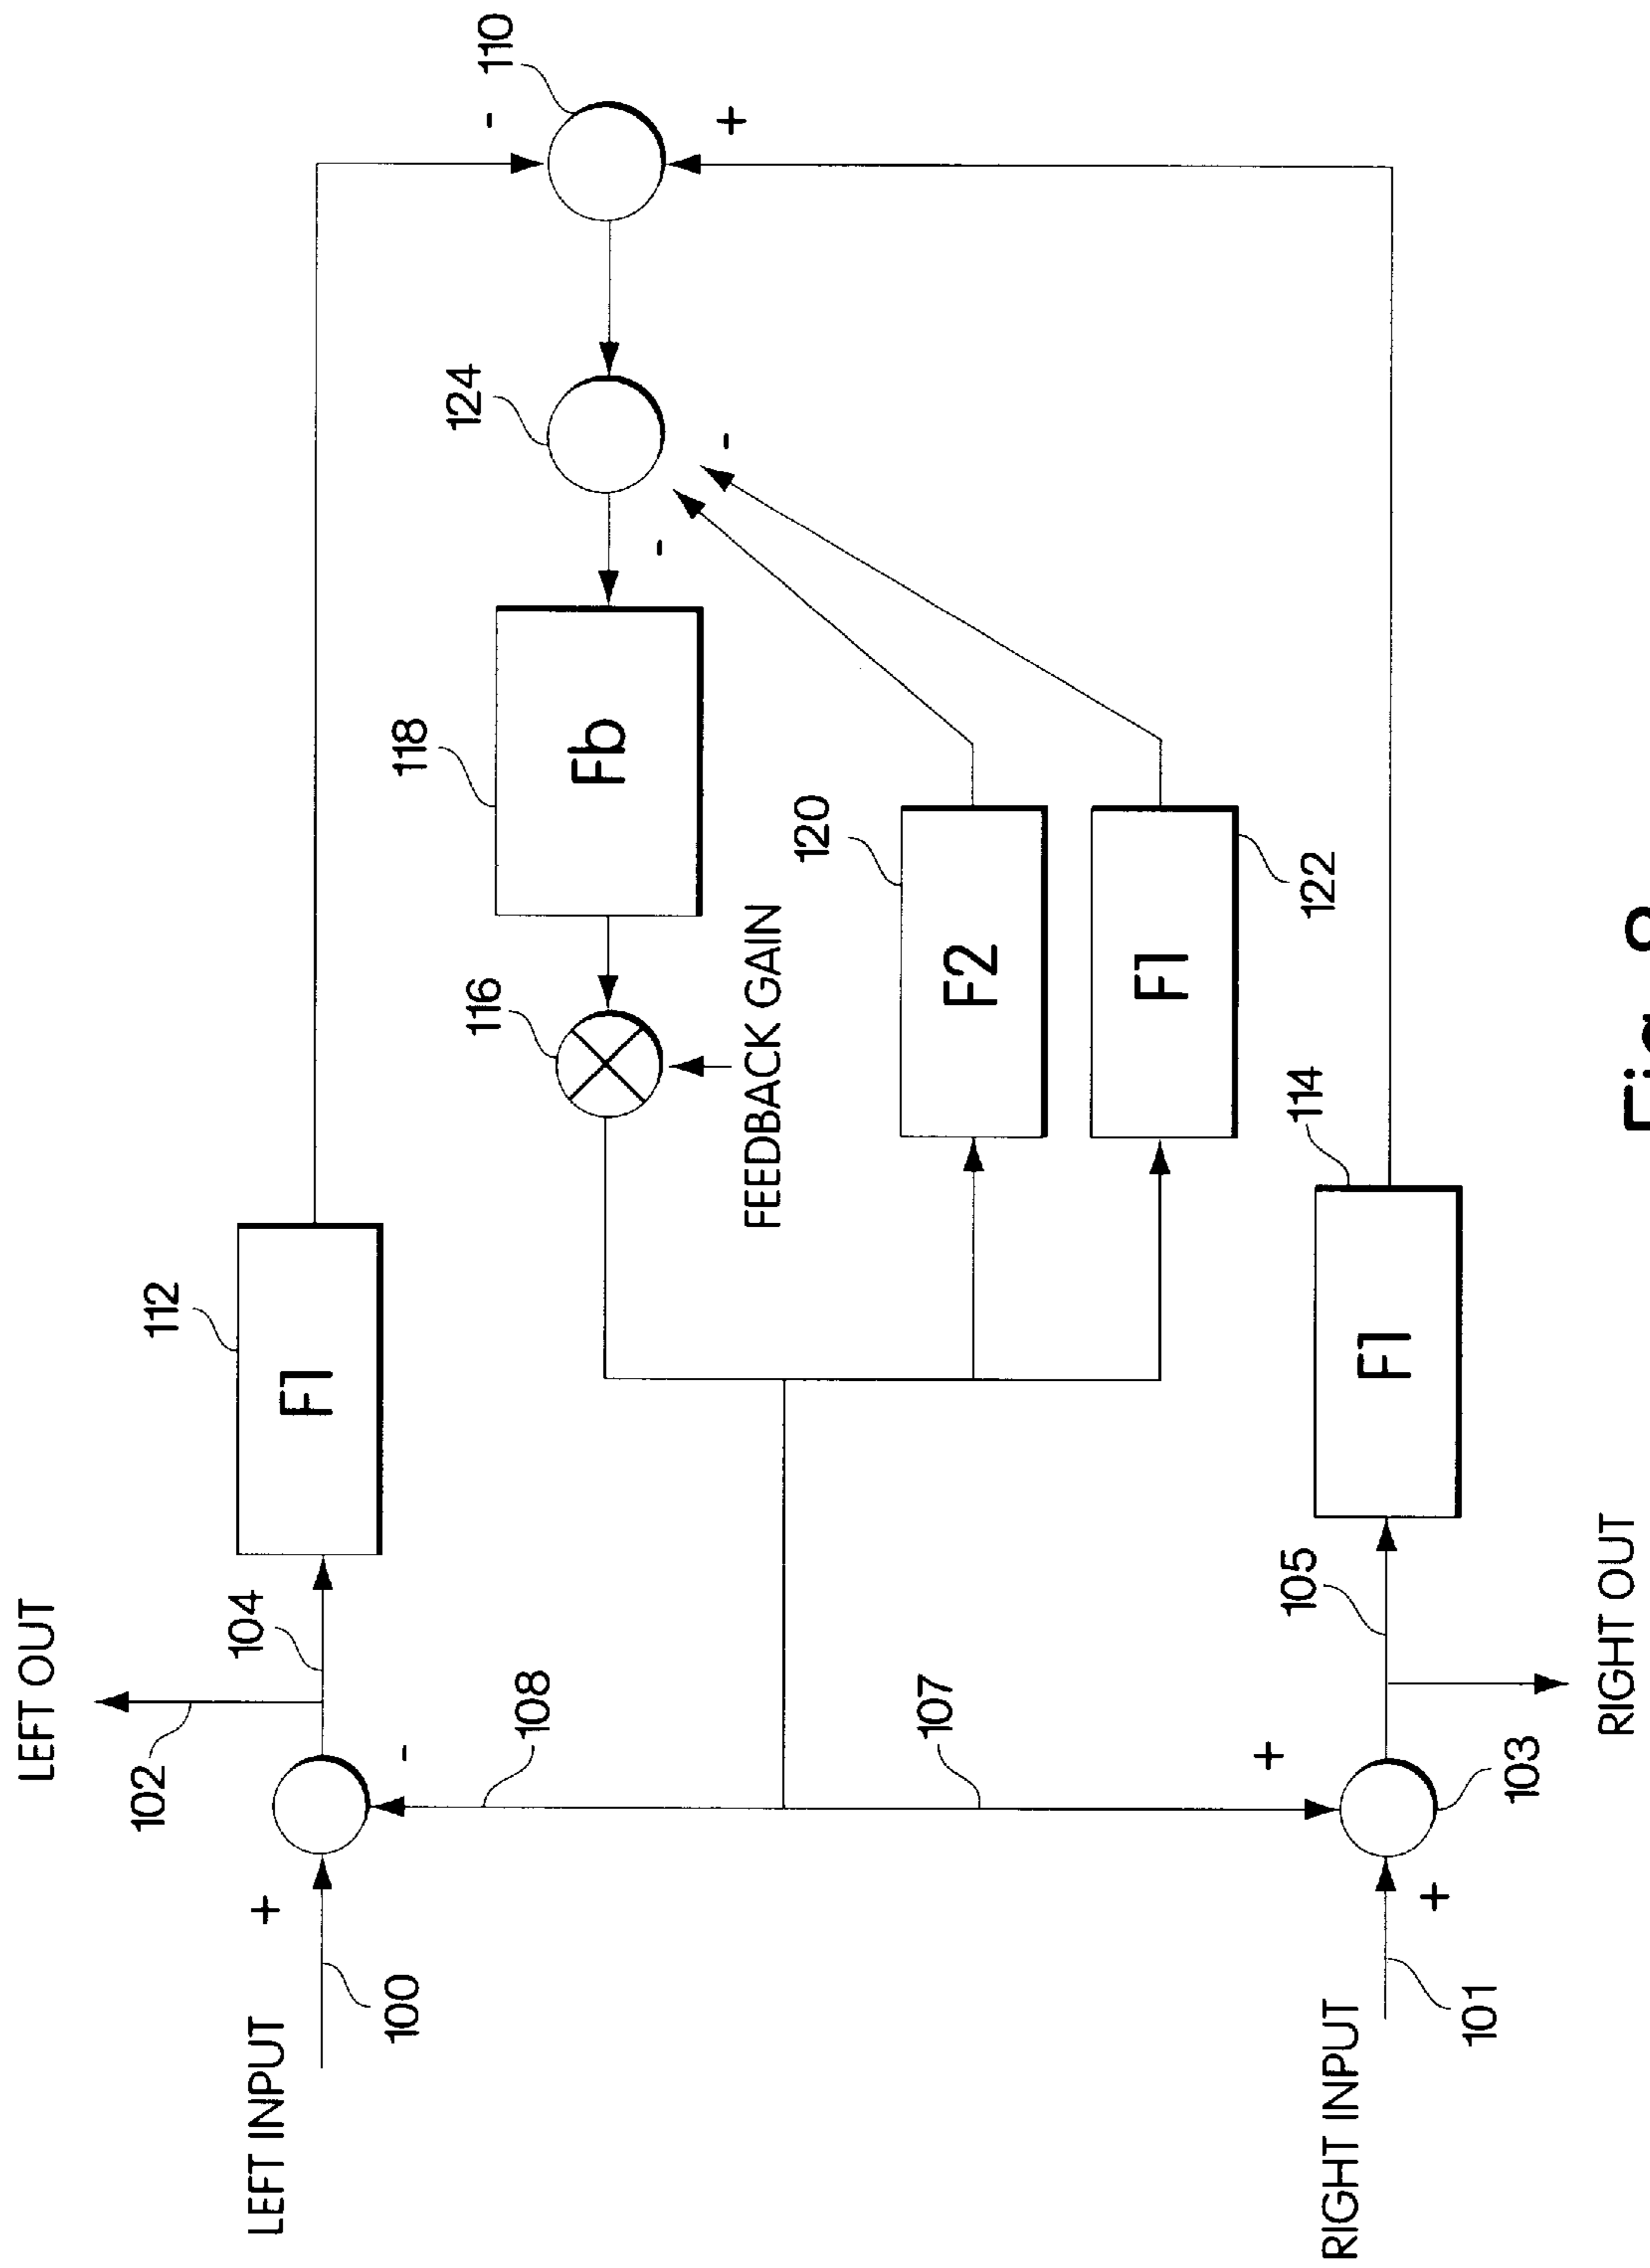 LEFT OUT
102
104
112
F1
110
-
+
124
-
-
118
Fb
116
FEEDBACK GAIN
120
F2
122
F1
114
F1
LEFT INPUT
+
100
-
108
107
+
103
105
RIGHT OUT
RIGHT INPUT
+
101
Fig.